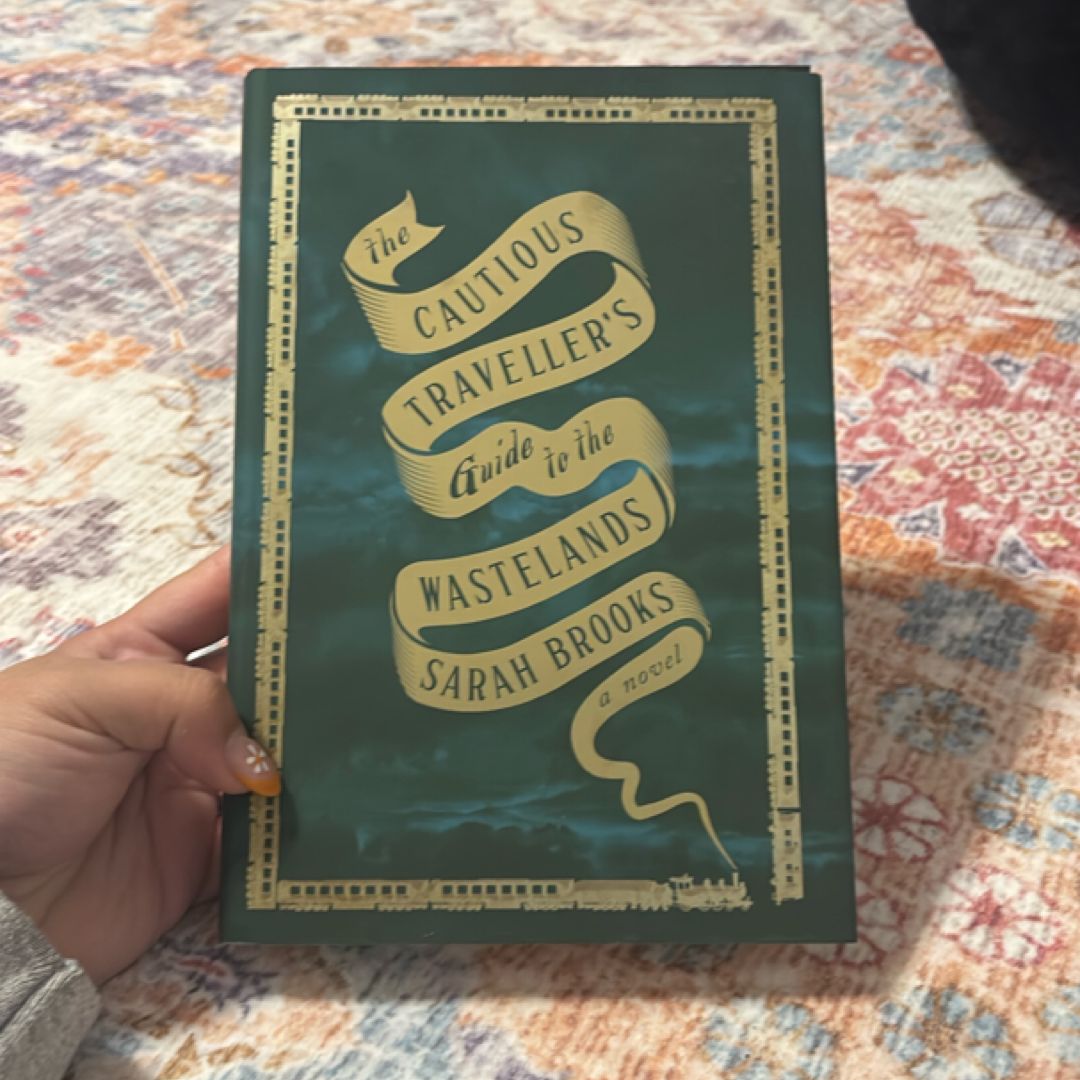 the
CAUTIOUS
TRAVELLER'S
Guide to the
WASTELANDS
SARAH BROOKS
a novel